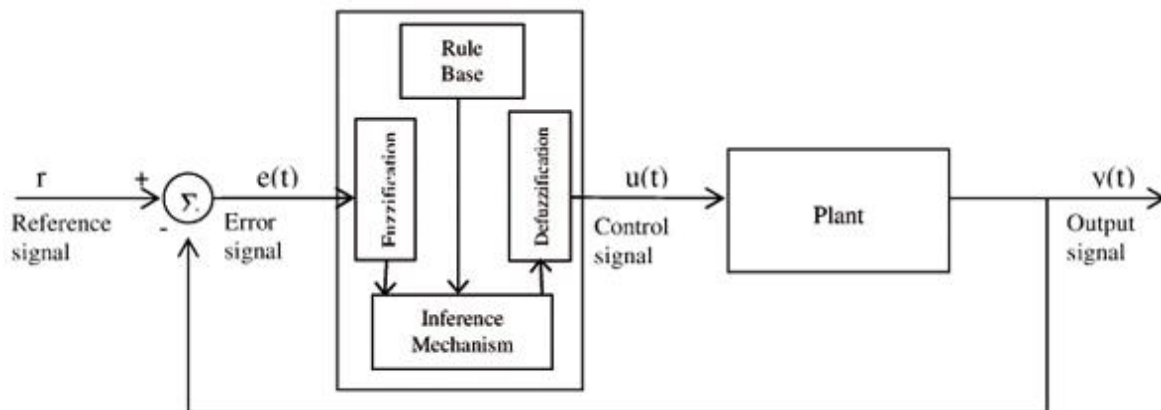 Rule
Base
Fuzzification
Defuzzification
r
+
Σ
-
Reference
signal
e(t)
Error
signal
Inference
Mechanism
u(t)
Control
signal
Plant
v(t)
Output
signal